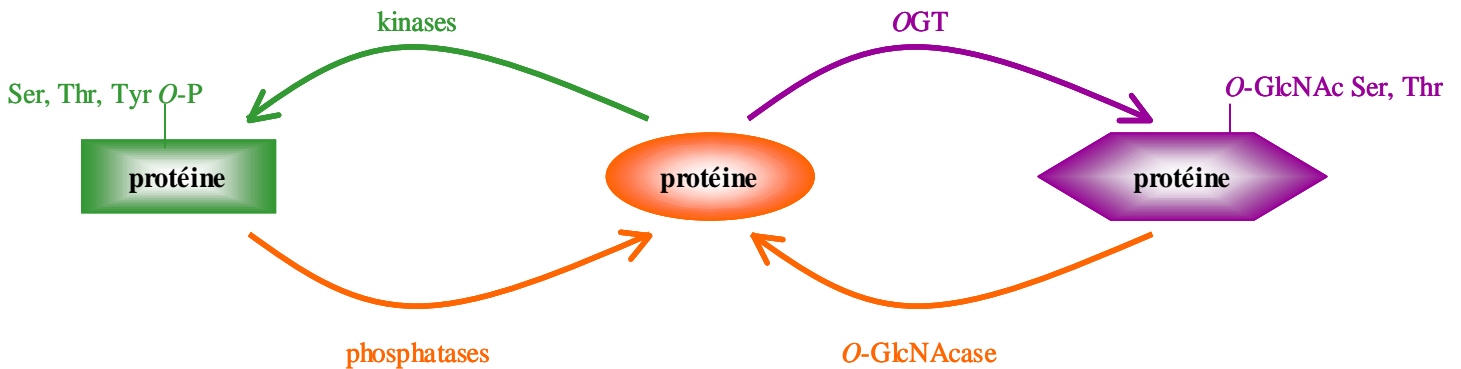 kinases
OGT
Ser, Thr, Tyr O-P
O-GlcNAc Ser, Thr
protéine
protéine
protéine
phosphatases
O-GlcNAcase